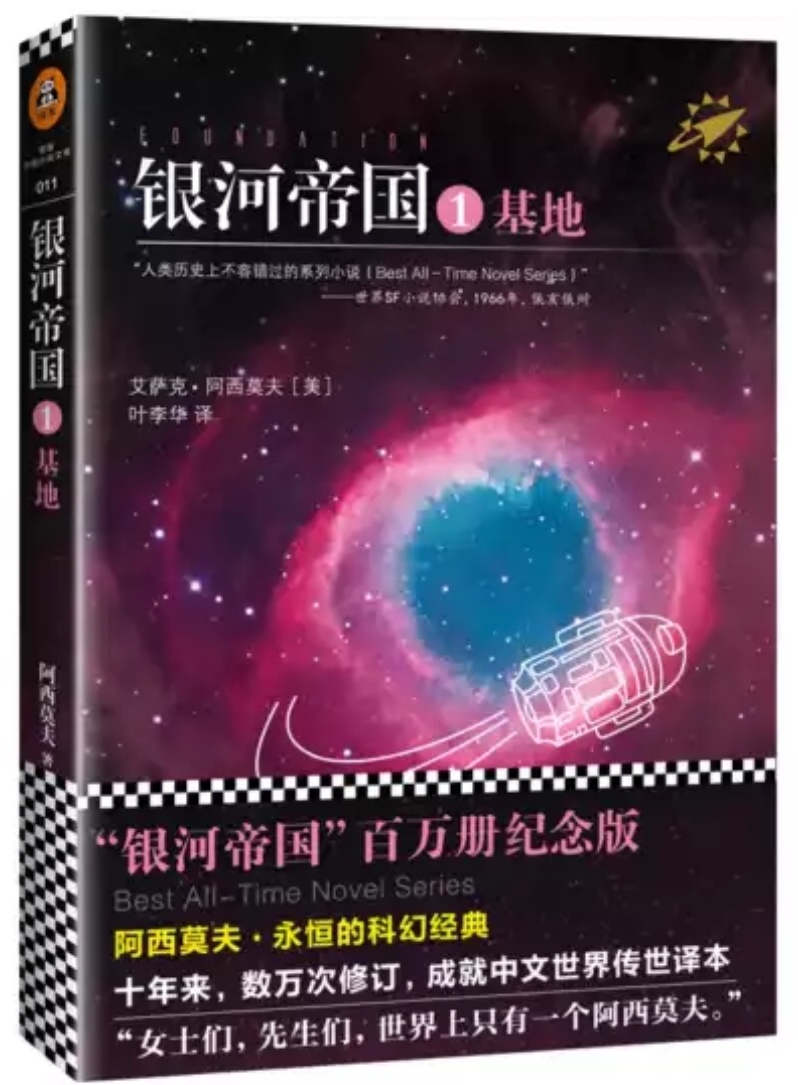 011
银河帝国
1
基地
阿西莫夫 著
FOUNDATION
银河帝国 1 基地
“人类历史上不容错过的系列小说（Best All-Time Novel Series）”
——世界SF小说协会，1966年，俄亥俄州
艾萨克·阿西莫夫［美］
叶李华 译
“银河帝国”百万册纪念版
Best All-Time Novel Series
阿西莫夫·永恒的科幻经典
十年来，数万次修订，成就中文世界传世译本
“女士们，先生们，世界上只有一个阿西莫夫。”